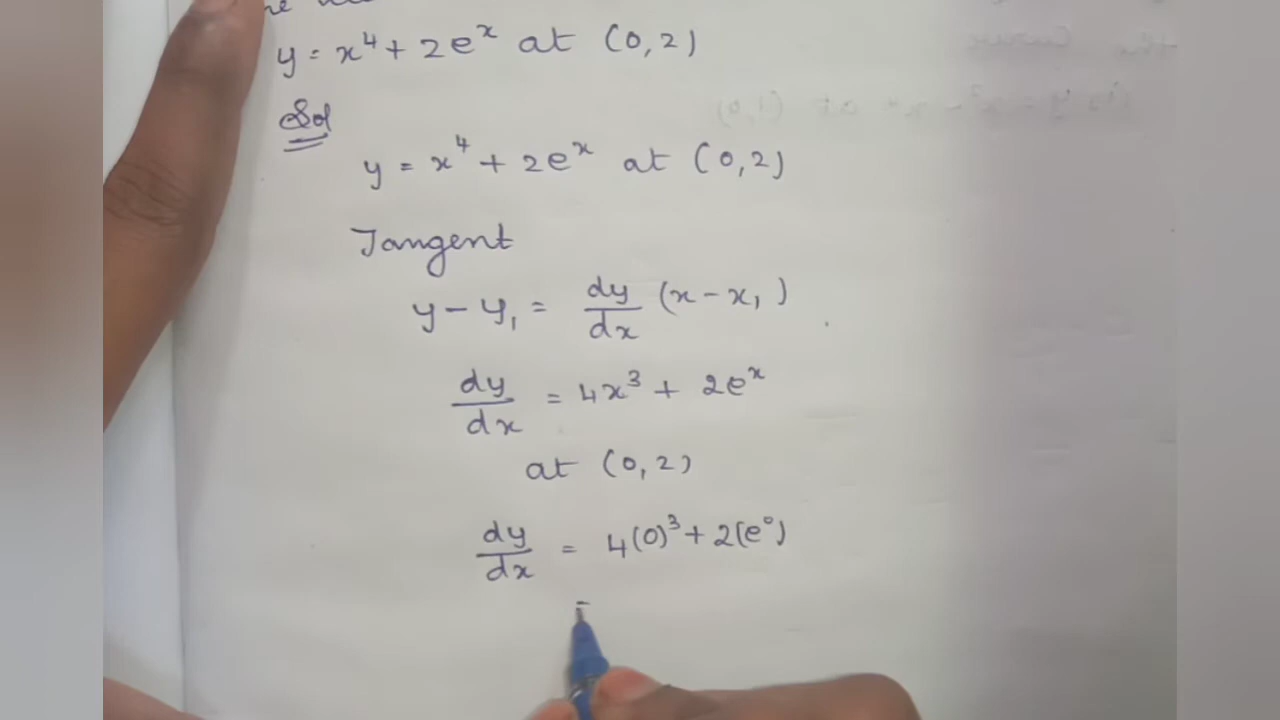 y = x⁴ + 2eˣ at (0, 2)
Sol
y = x⁴ + 2eˣ at (0, 2)
Tangent
y - y₁ = dy/dx (x - x₁)
dy/dx = 4x³ + 2eˣ
at (0, 2)
dy/dx = 4(0)³ + 2(e⁰)